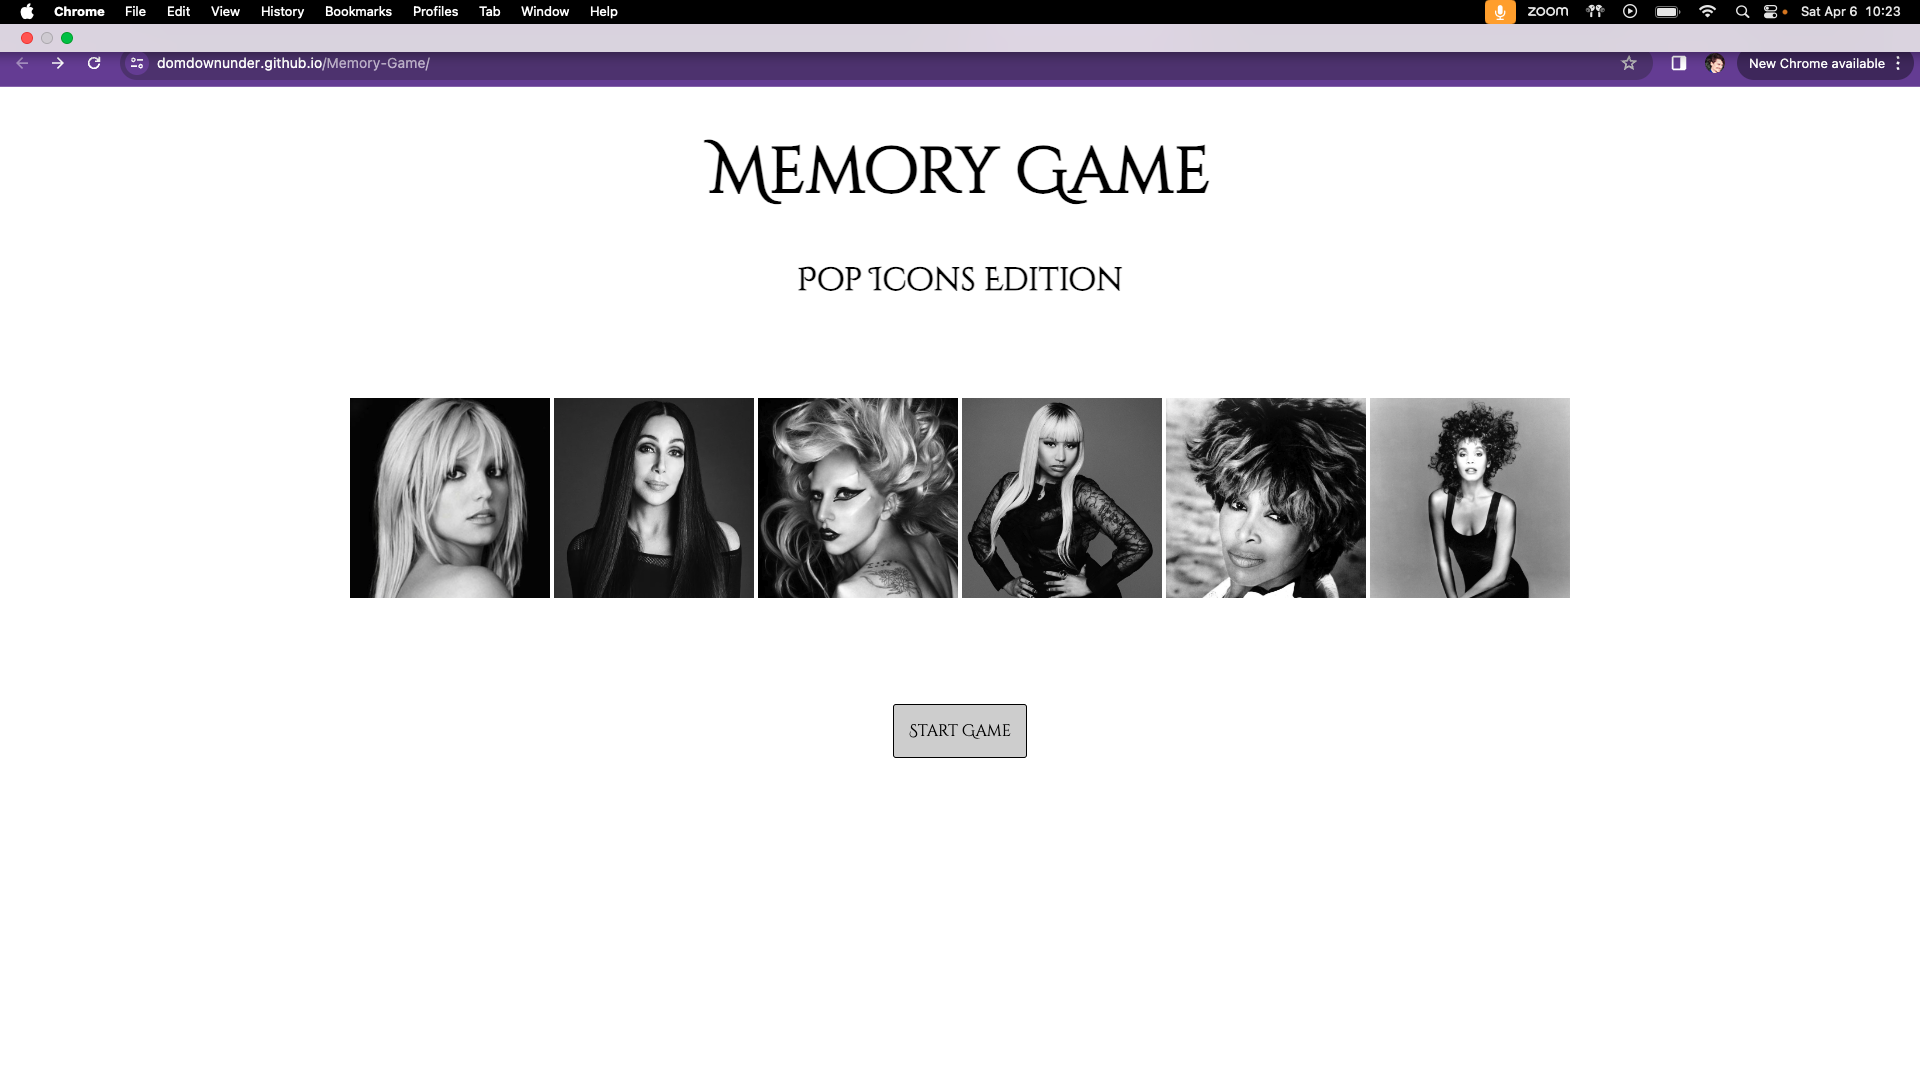 Chrome File Edit View History Bookmarks Profiles Tab Window Help zoom Sat Apr 6 10:23
domdownunder.github.io/Memory-Game/ New Chrome available
Memory Game
Pop Icons Edition
Start Game